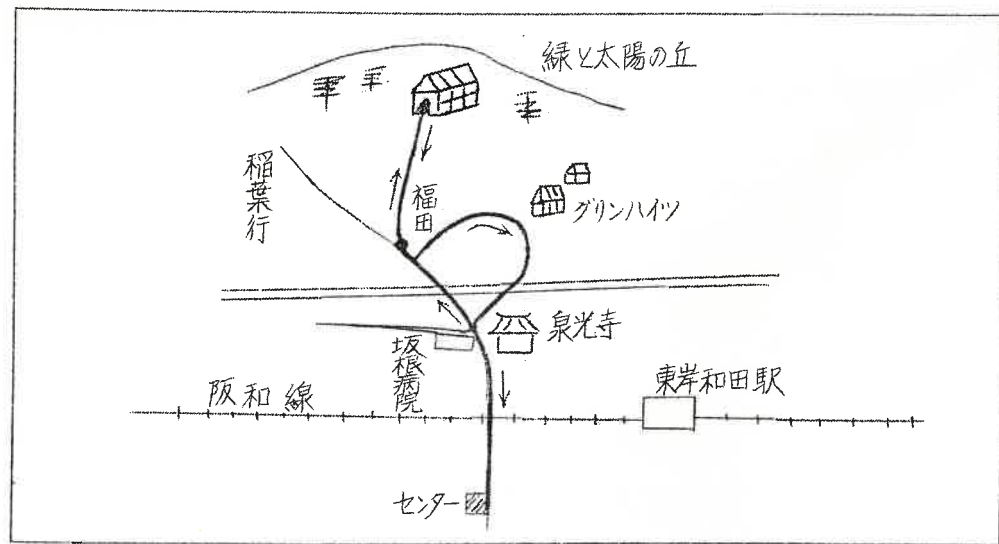 緑と太陽の丘
稲葉行
福田
グリンハイツ
泉光寺
坂根病院
阪和線
東岸和田駅
センター